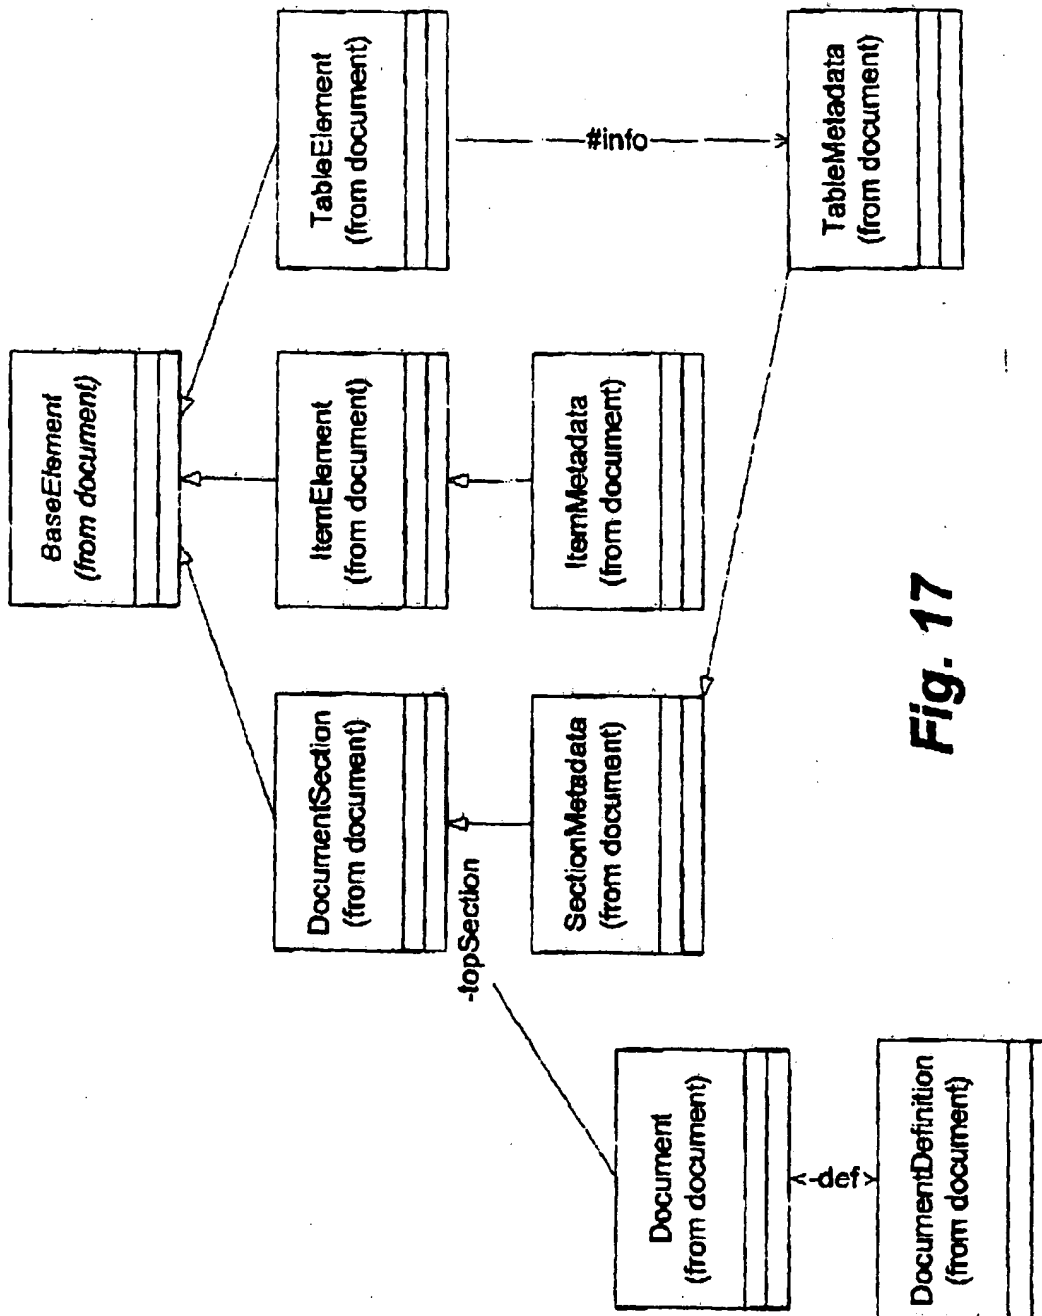 BaseElement
(from document)
DocumentSection
(from document)
ItemElement
(from document)
TableElement
(from document)
-topSection
#info
SectionMetadata
(from document)
ItemMetadata
(from document)
Document
(from document)
TableMetadata
(from document)
-def
DocumentDefinition
(from document)
Fig. 17